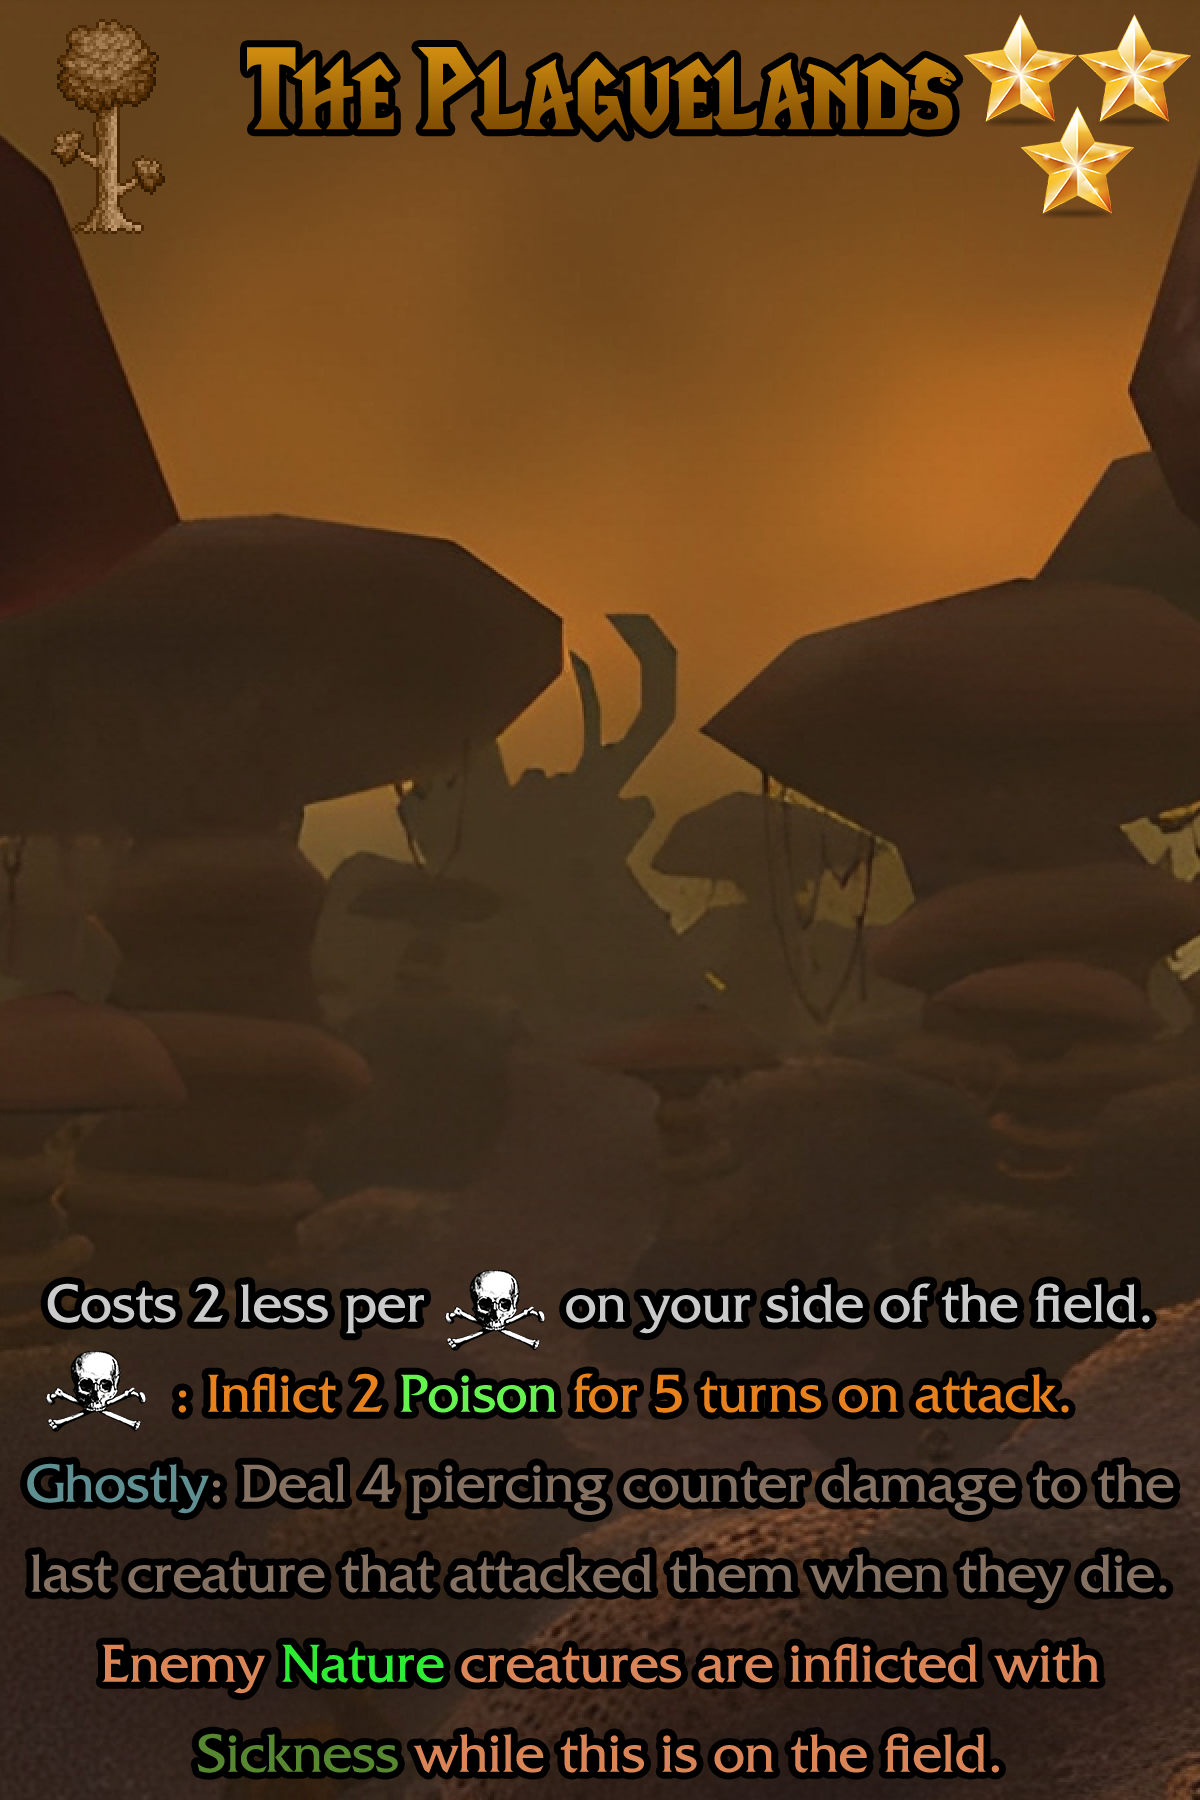 The Plaguelands
Costs 2 less per on your side of the field.
: Inflict 2 Poison for 5 turns on attack.
Ghostly: Deal 4 piercing counter damage to the
last creature that attacked them when they die.
Enemy Nature creatures are inflicted with
Sickness while this is on the field.